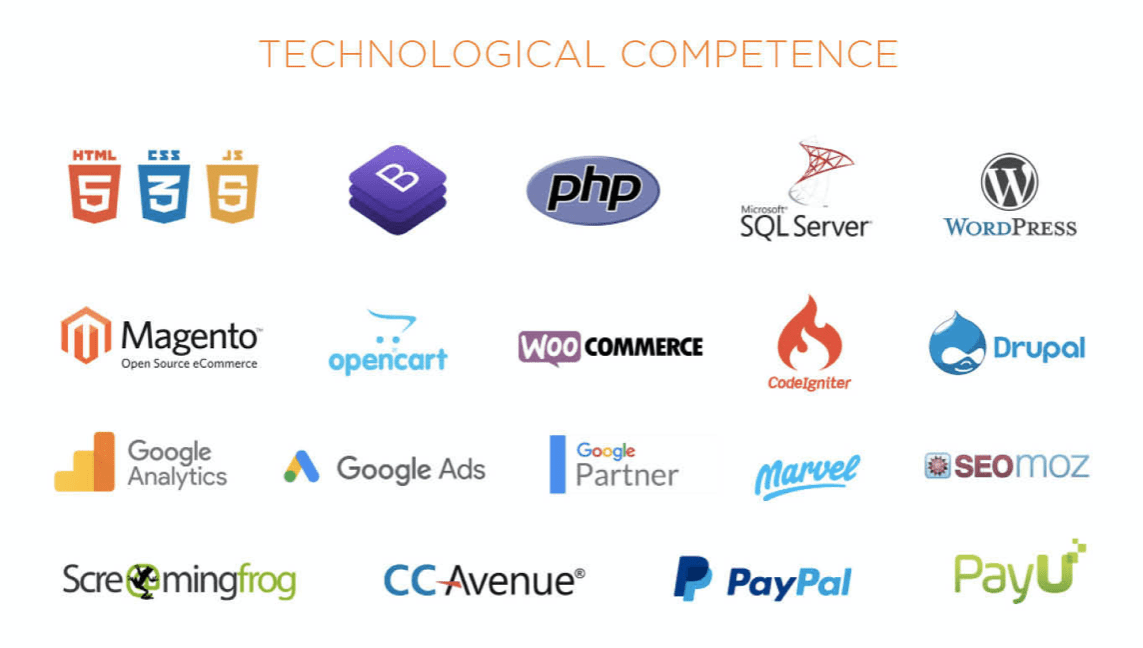 TECHNOLOGICAL COMPETENCE
HTML CSS JS
5 3 5
B
php
Microsoft®
SQL Server®
W
WORDPRESS
Magento™
Open Source eCommerce
opencart
WOO COMMERCE
CodeIgniter
Drupal
Google
Analytics
Google Ads
Google
Partner
Marvel
SEOmoz
Screamingfrog
CCAvenue®
P PayPal
PayU